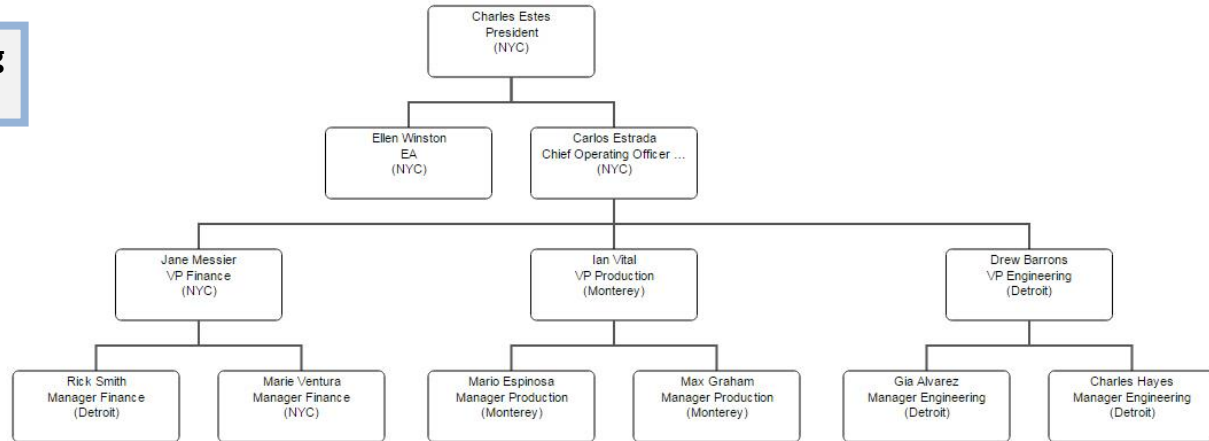 g
Charles Estes
President
(NYC)
Ellen Winston
EA
(NYC)
Carlos Estrada
Chief Operating Officer ...
(NYC)
Jane Messier
VP Finance
(NYC)
Ian Vital
VP Production
(Monterey)
Drew Barrons
VP Engineering
(Detroit)
Rick Smith
Manager Finance
(Detroit)
Marie Ventura
Manager Finance
(NYC)
Mario Espinosa
Manager Production
(Monterey)
Max Graham
Manager Production
(Monterey)
Gia Alvarez
Manager Engineering
(Detroit)
Charles Hayes
Manager Engineering
(Detroit)